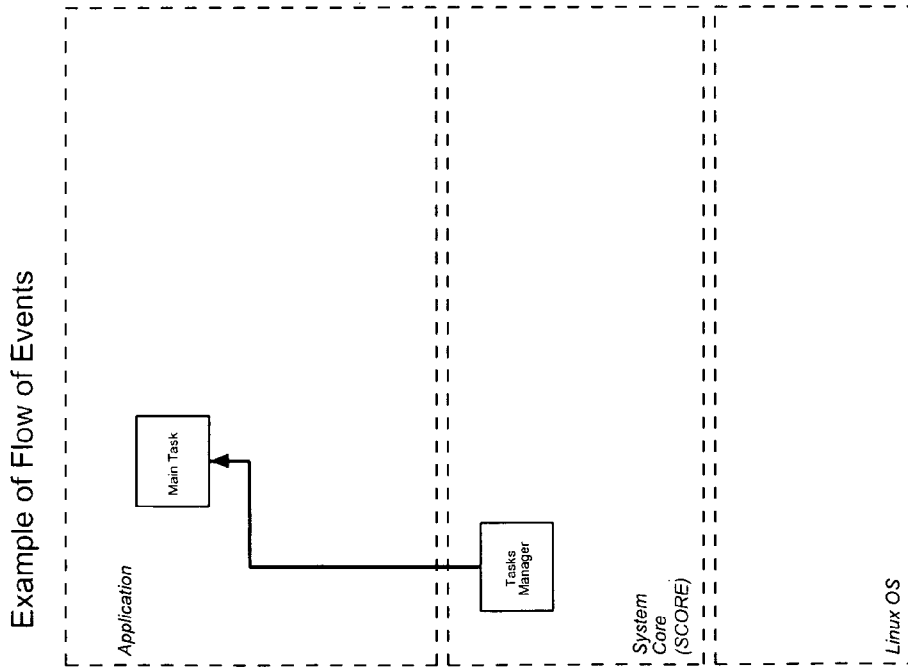 Example of Flow of Events
Application
Main Task
Tasks
Manager
System
Core
(SCORE)
Linux OS